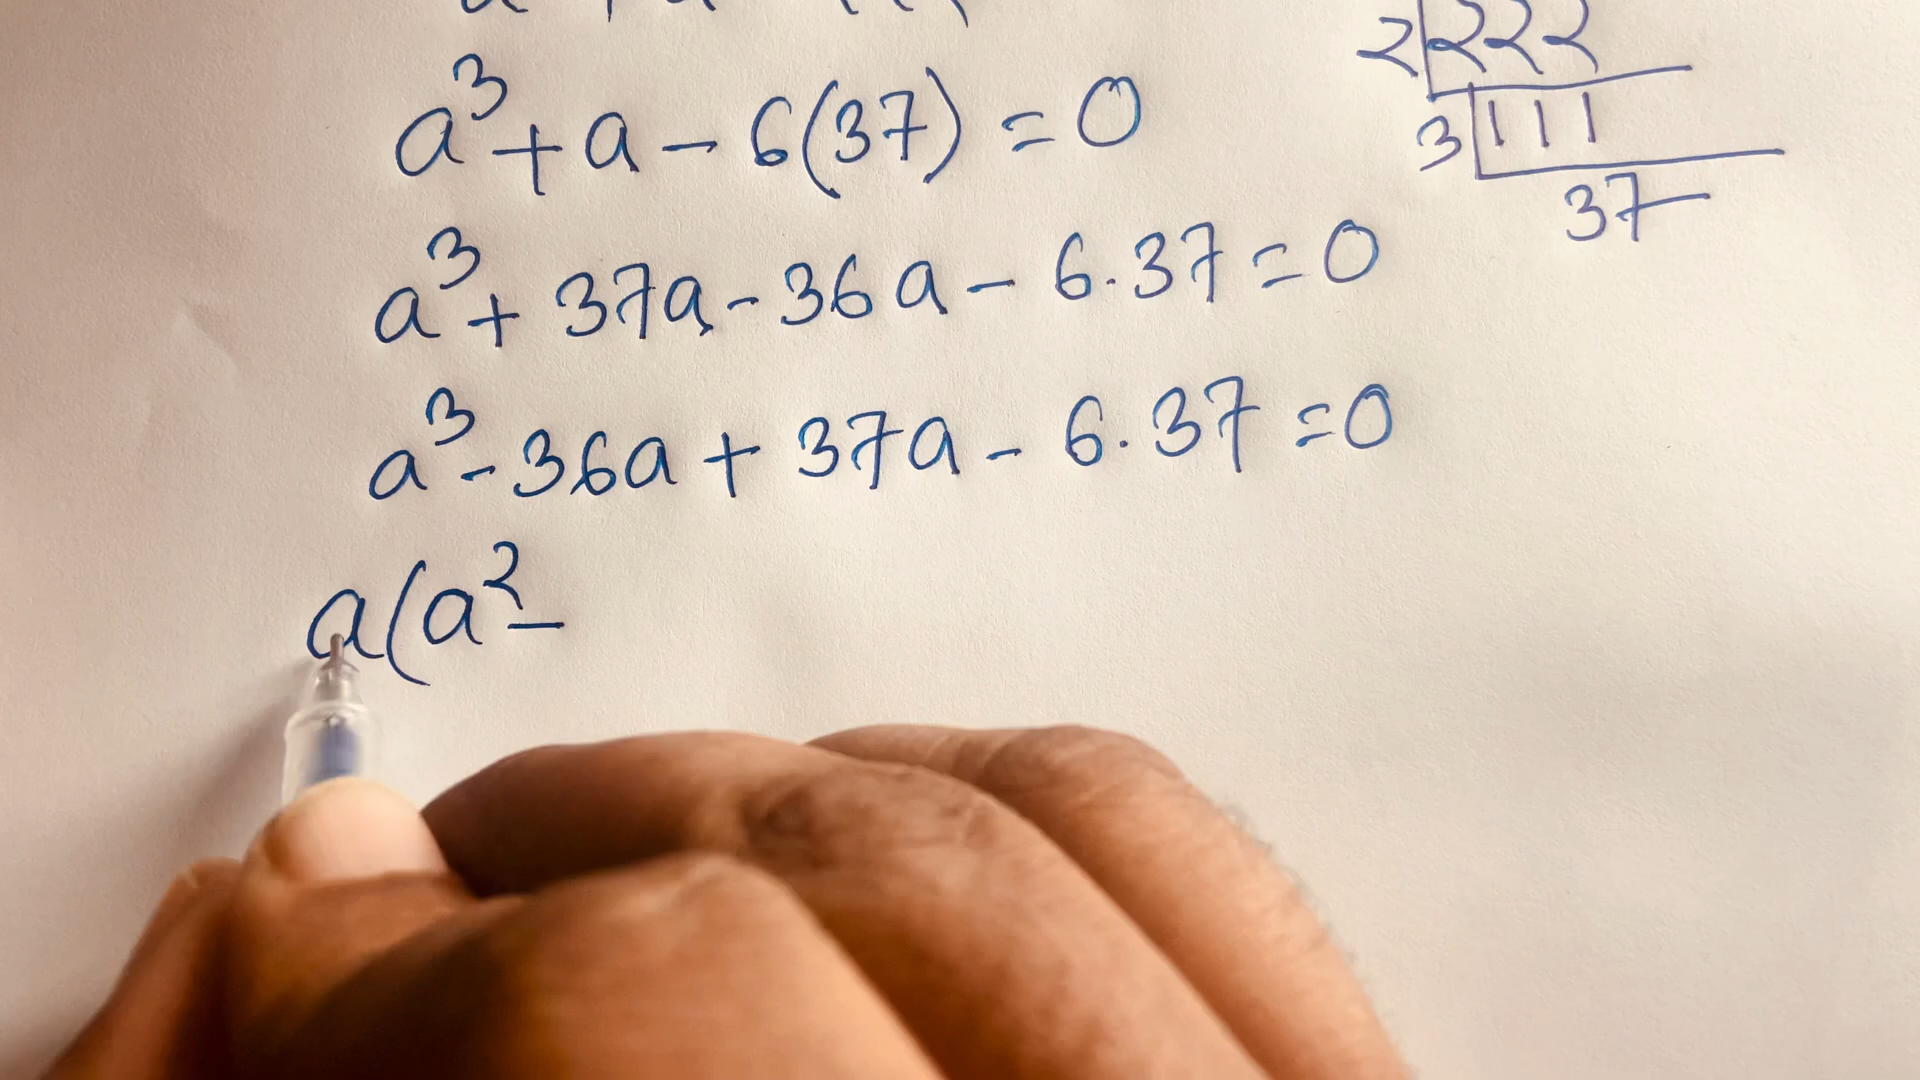 a³ + a - 6(37) = 0
a³ + 37a - 36a - 6.37 = 0
a³ - 36a + 37a - 6.37 = 0
a(a² -
2 222
3 111
37